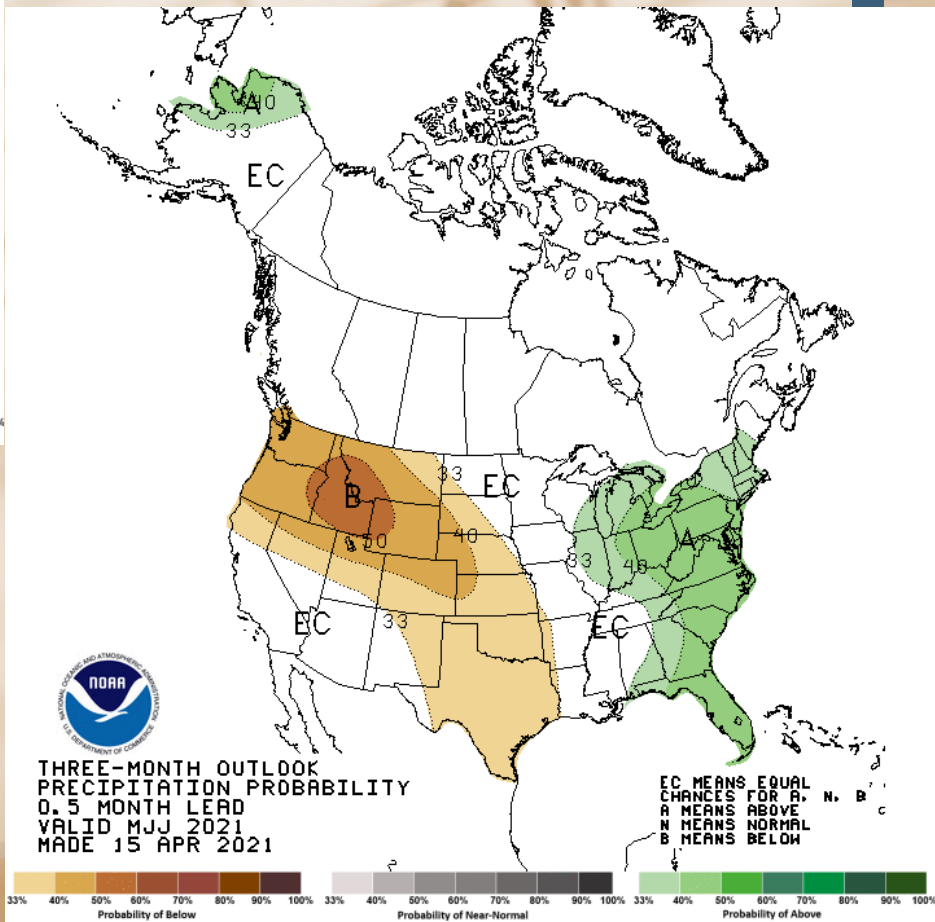 A
40
33
EC
33
EC
B
50
40
A
33
40
EC
33
EC
NATIONAL OCEANIC AND ATMOSPHERIC ADMINISTRATION
NOAA
U.S. DEPARTMENT OF COMMERCE
THREE-MONTH OUTLOOK
PRECIPITATION PROBABILITY
0.5 MONTH LEAD
VALID MJJ 2021
MADE 15 APR 2021
EC MEANS EQUAL
CHANCES FOR A, N, B
A MEANS ABOVE
N MEANS NORMAL
B MEANS BELOW
33% 40% 50% 60% 70% 80% 90% 100%
Probability of Below
33% 40% 50% 60% 70% 80% 90% 100%
Probability of Near-Normal
33% 40% 50% 60% 70% 80% 90% 100%
Probability of Above